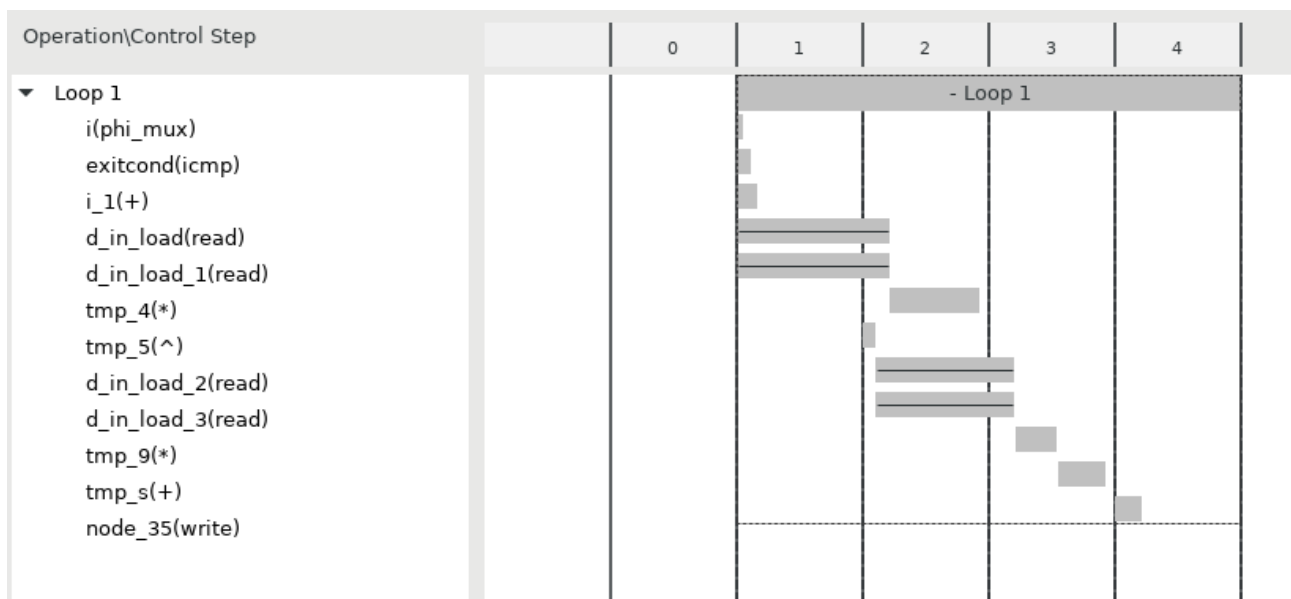 Operation\Control Step
0 1 2 3 4
Loop 1
- Loop 1
i(phi_mux)
exitcond(icmp)
i_1(+)
d_in_load(read)
d_in_load_1(read)
tmp_4(*)
tmp_5(^)
d_in_load_2(read)
d_in_load_3(read)
tmp_9(*)
tmp_s(+)
node_35(write)